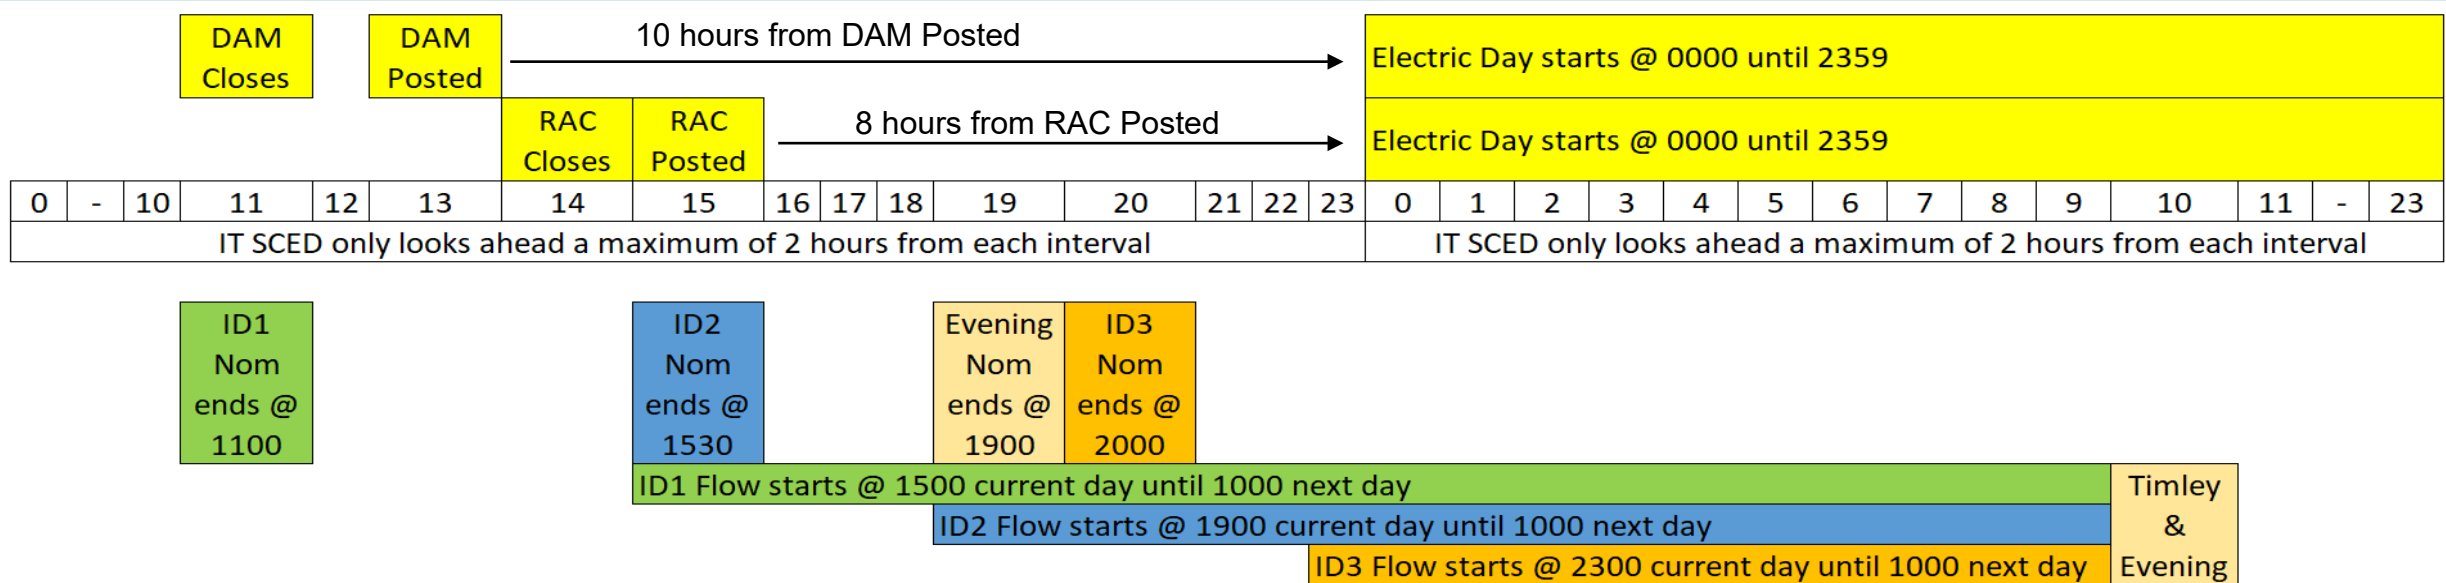 DAM
Closes
DAM
Posted
10 hours from DAM Posted
Electric Day starts @ 0000 until 2359
RAC
Closes
RAC
Posted
8 hours from RAC Posted
Electric Day starts @ 0000 until 2359
0 - 10 11 12 13 14 15 16 17 18 19 20 21 22 23 0 1 2 3 4 5 6 7 8 9 10 11 - 23
IT SCED only looks ahead a maximum of 2 hours from each interval
IT SCED only looks ahead a maximum of 2 hours from each interval
ID1
Nom
ends @
1100
ID2
Nom
ends @
1530
Evening
Nom
ends @
1900
ID3
Nom
ends @
2000
ID1 Flow starts @ 1500 current day until 1000 next day
ID2 Flow starts @ 1900 current day until 1000 next day
ID3 Flow starts @ 2300 current day until 1000 next day
Timley
&
Evening